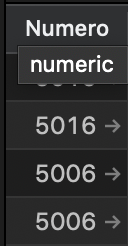 Numero
numeric
5016 →
5006 →
5006 →